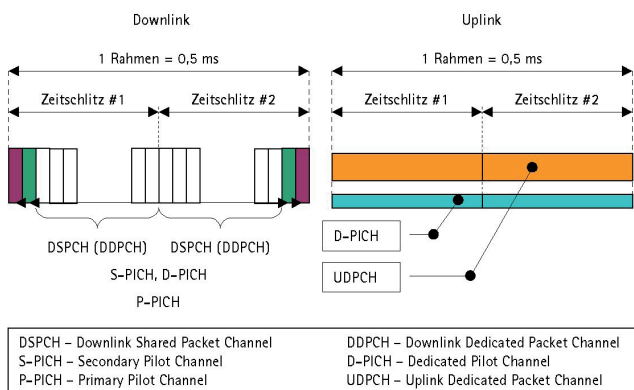 Downlink
1 Rahmen = 0,5 ms
Zeitschlitz #1
Zeitschlitz #2
DSPCH (DDPCH)
DSPCH (DDPCH)
S-PICH, D-PICH
P-PICH
Uplink
1 Rahmen = 0,5 ms
Zeitschlitz #1
Zeitschlitz #2
D-PICH
UDPCH
DSPCH – Downlink Shared Packet Channel
S-PICH – Secondary Pilot Channel
P-PICH – Primary Pilot Channel
DDPCH – Downlink Dedicated Packet Channel
D-PICH – Dedicated Pilot Channel
UDPCH – Uplink Dedicated Packet Channel